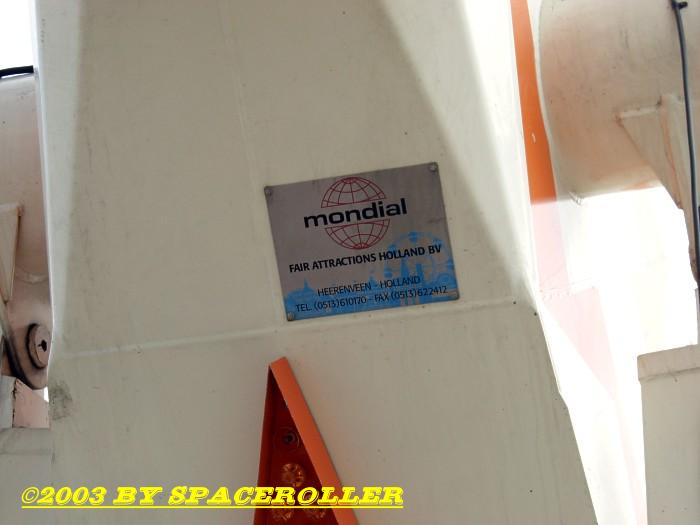 mondial
FAIR ATTRACTIONS HOLLAND BV
HEERENVEEN - HOLLAND
TEL. (0513)610170 - FAX (0513)622412
©2003 BY SPACEROLLER